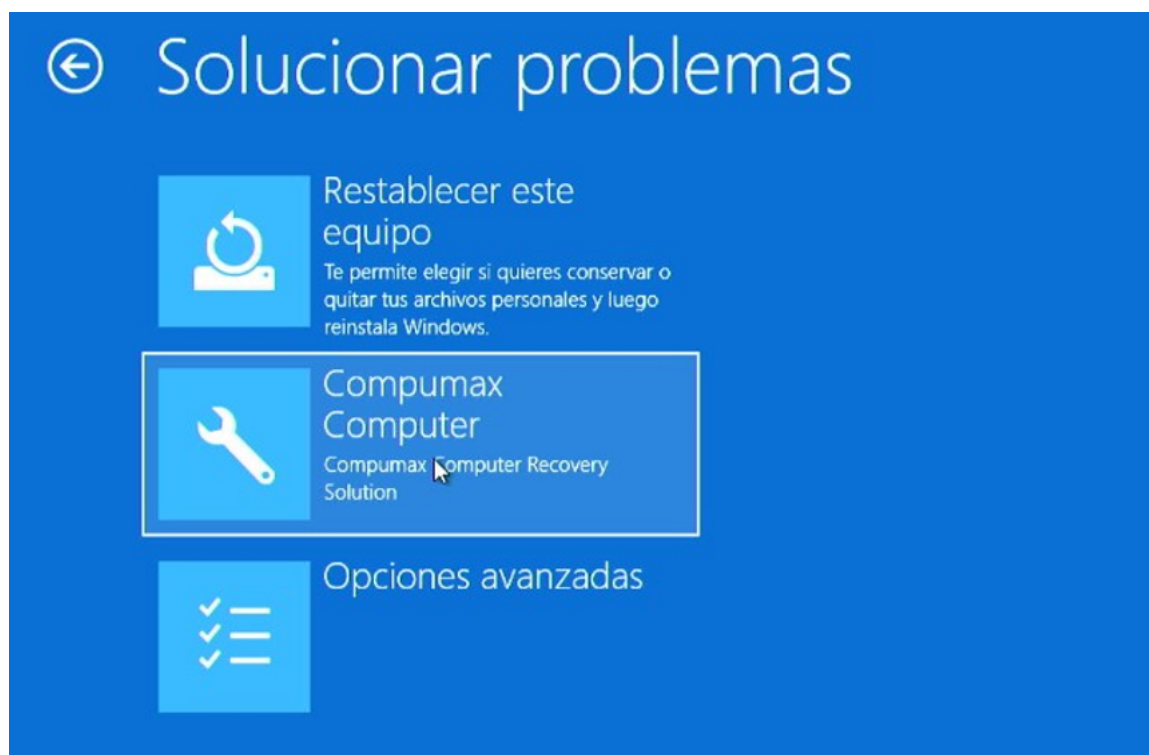 Solucionar problemas
Restablecer este
equipo
Te permite elegir si quieres conservar o
quitar tus archivos personales y luego
reinstala Windows.
Compumax
Computer
Compumax Computer Recovery
Solution
Opciones avanzadas